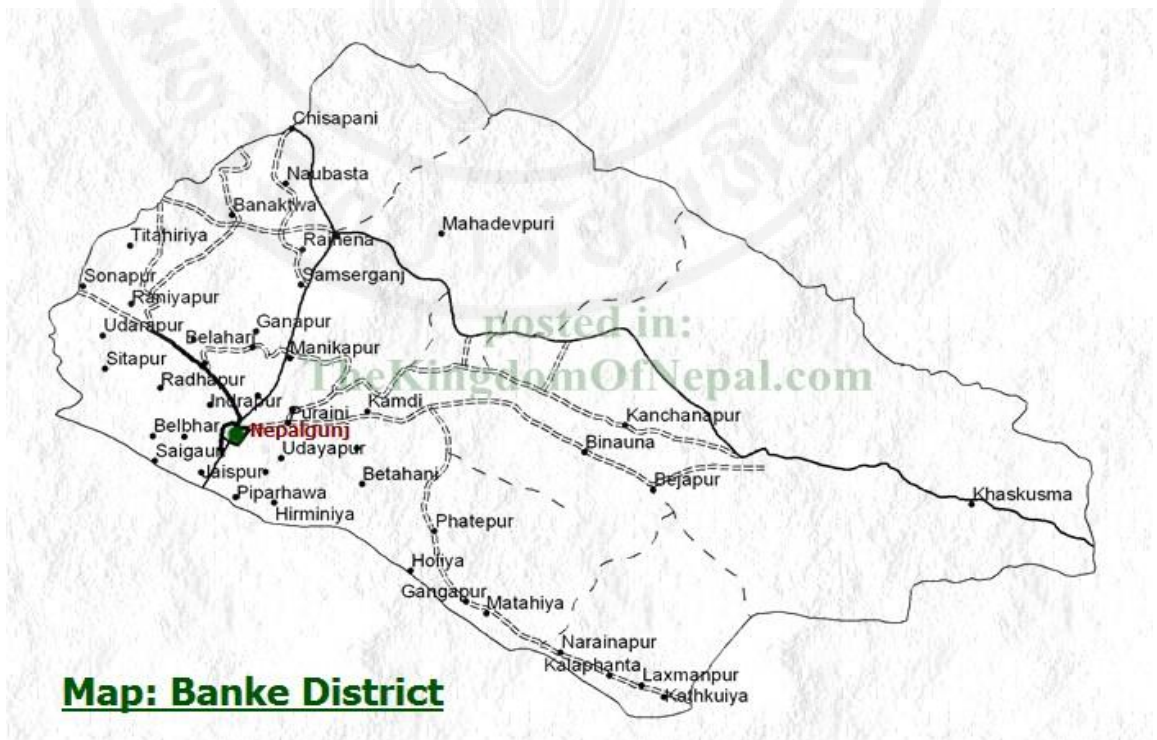 Chisapani
Naubasta
Banaktwa
Mahadevpuri
Titahiriya
Rajhena
Sonapur
Samserganj
Raniyapur
posted in:
Udarapur
Belahari
Ganapur
Sitapur
Manikapur
TheKingdomOfNepal.com
Radhapur
Indrapur
Puraini
Kamdi
Kanchanapur
Belbhar
Nepalgunj
Binauna
Saigaun
Udayapur
Jaispur
Betahani
Bejapur
Piparhawa
Khaskusma
Hirminiya
Phatepur
Holiya
Gangapur
Matahiya
Narainapur
Kalaphanta
Laxmanpur
Kathkuiya
Map: Banke District